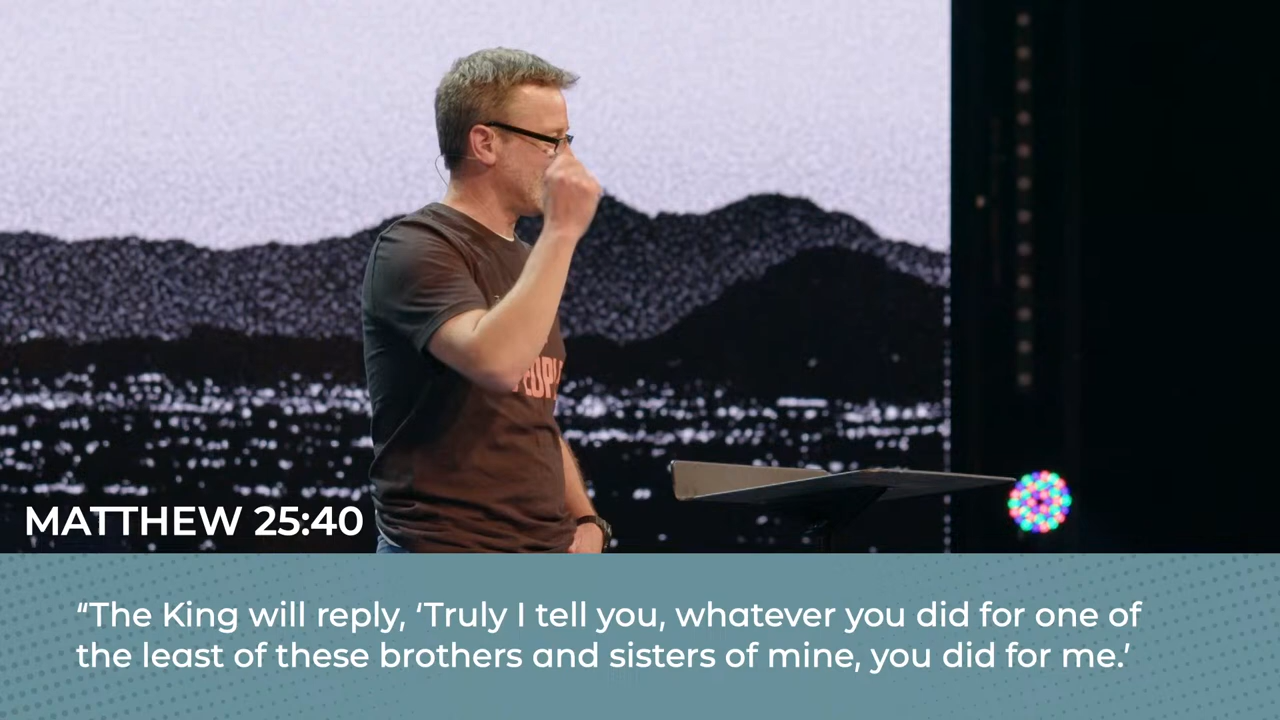 MATTHEW 25:40
“The King will reply, ‘Truly I tell you, whatever you did for one of
the least of these brothers and sisters of mine, you did for me.’